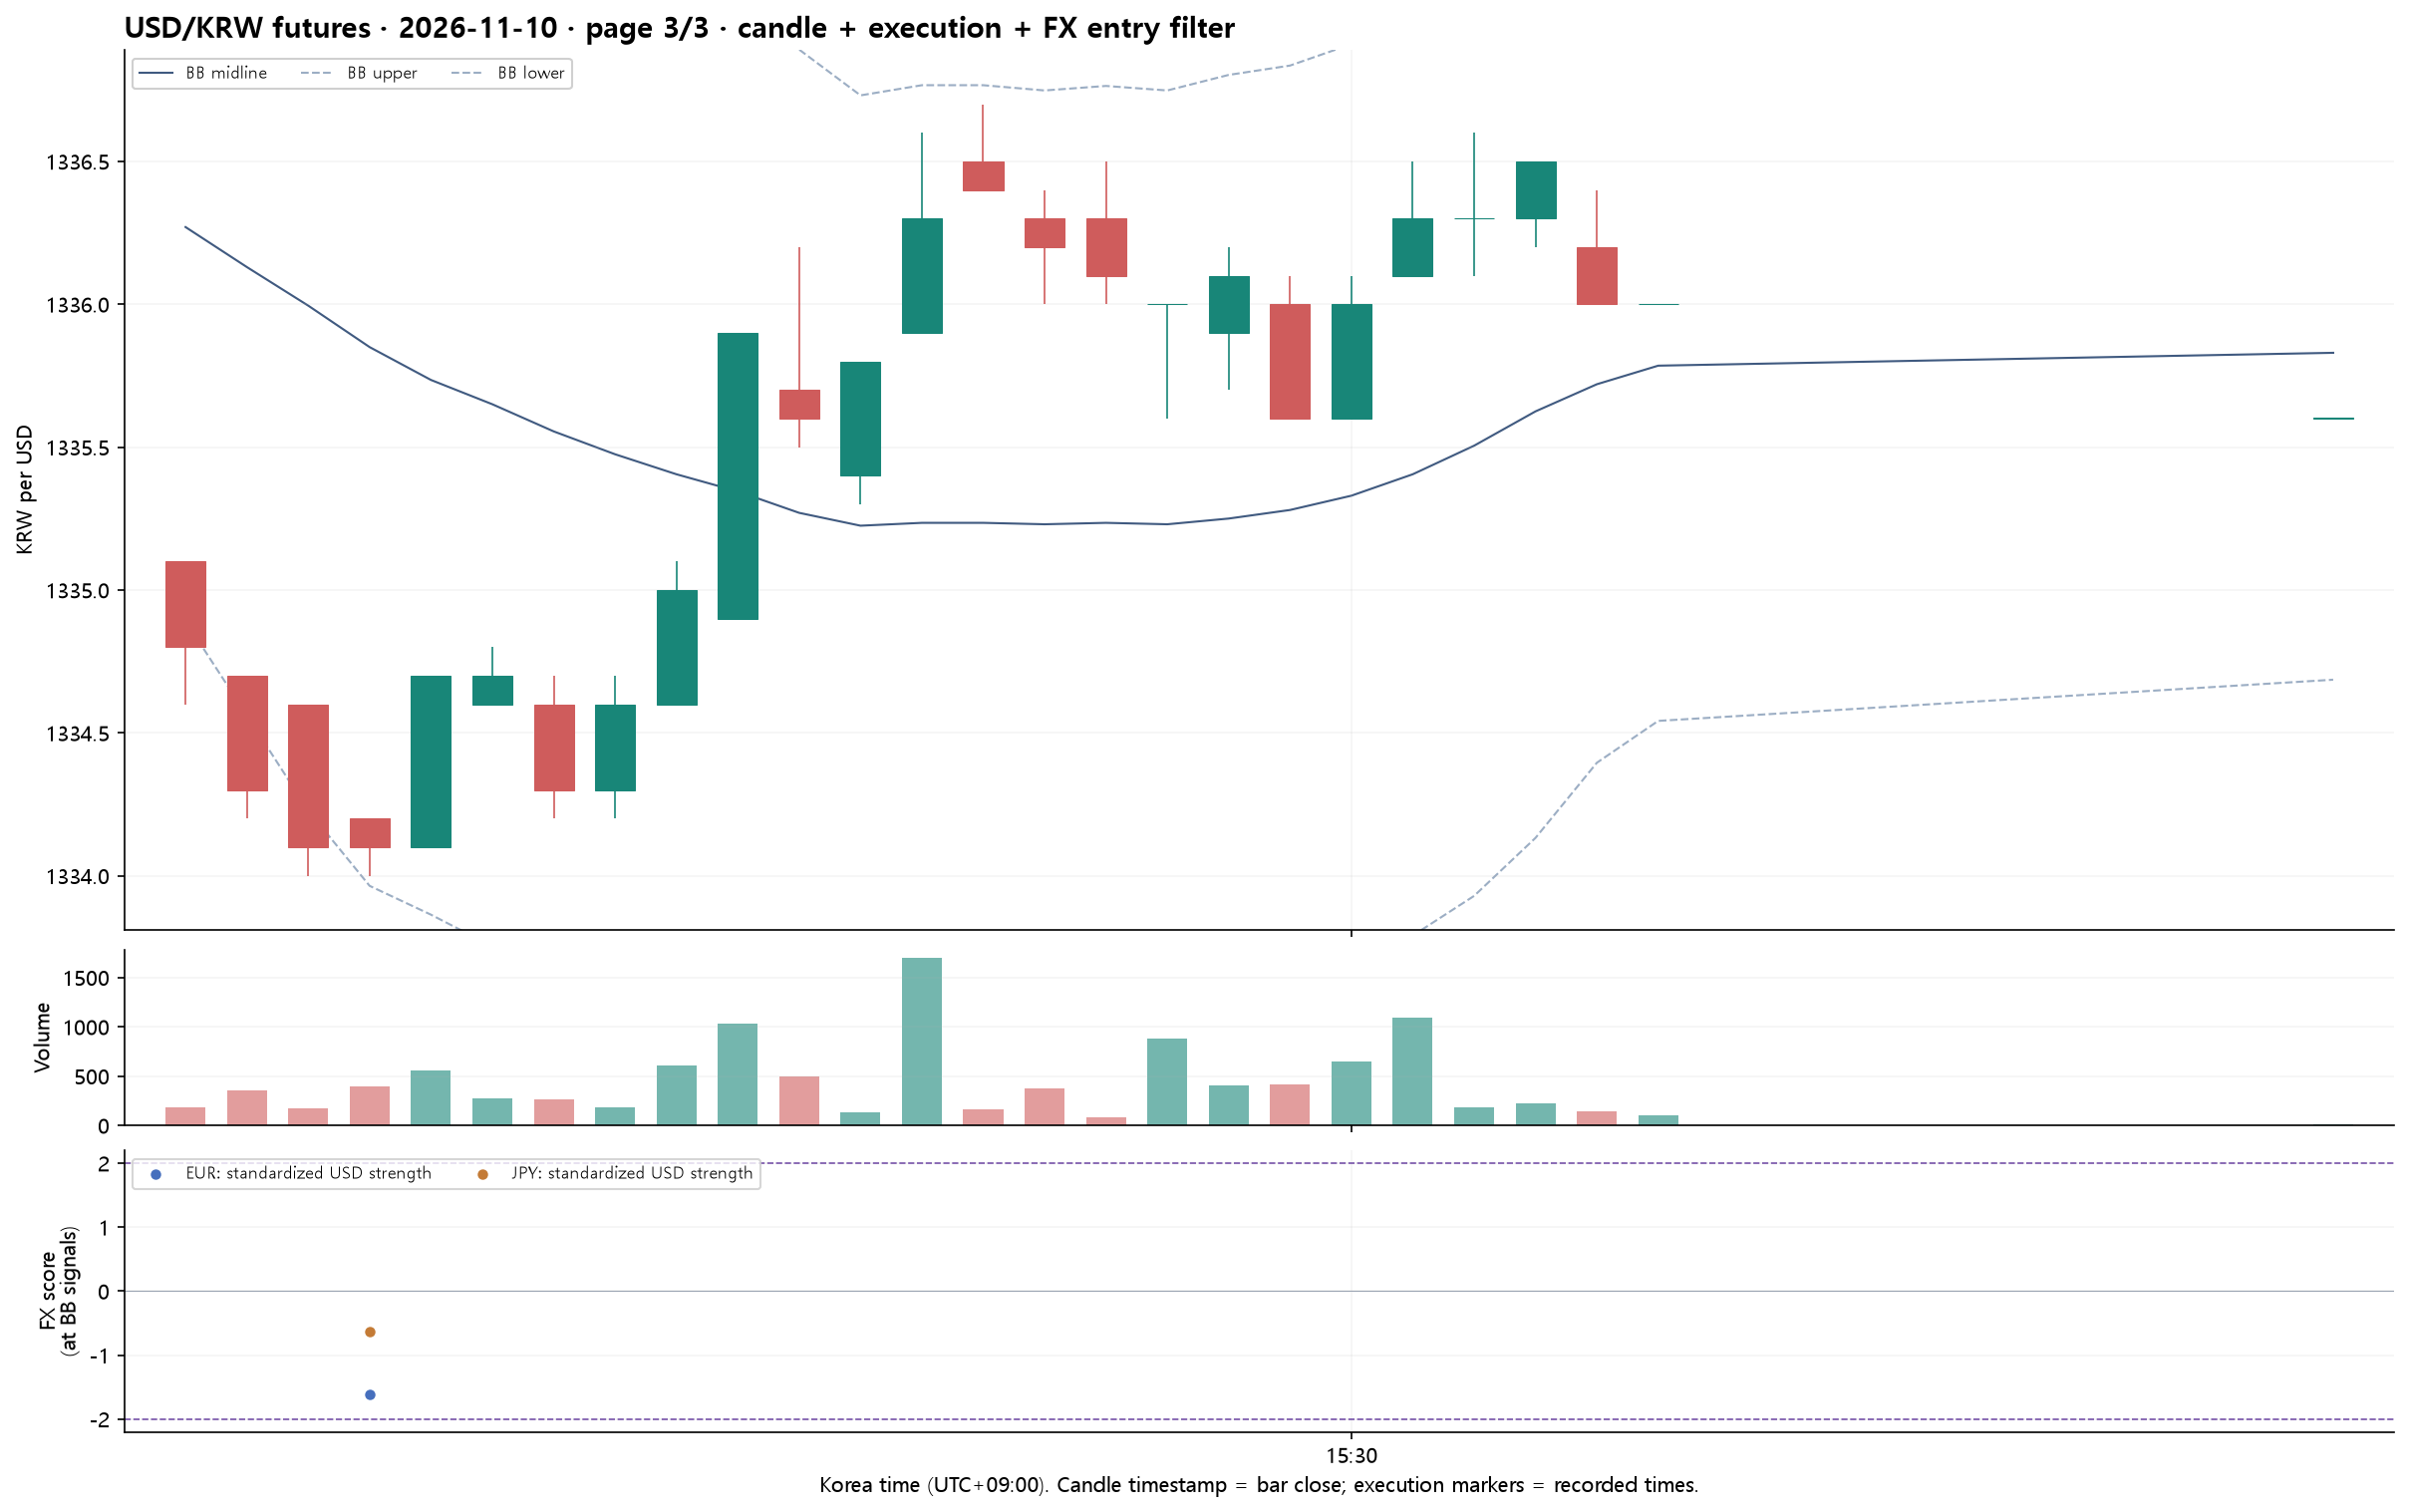 USD/KRW futures · 2026-11-10 · page 3/3 · candle + execution + FX entry filter
BB midline BB upper BB lower
KRW per USD
1336.5
1336.0
1335.5
1335.0
1334.5
1334.0
Volume
1500
1000
500
0
EUR: standardized USD strength JPY: standardized USD strength
FX score
(at BB signals)
2
1
0
-1
-2
15:30
Korea time (UTC+09:00). Candle timestamp = bar close; execution markers = recorded times.